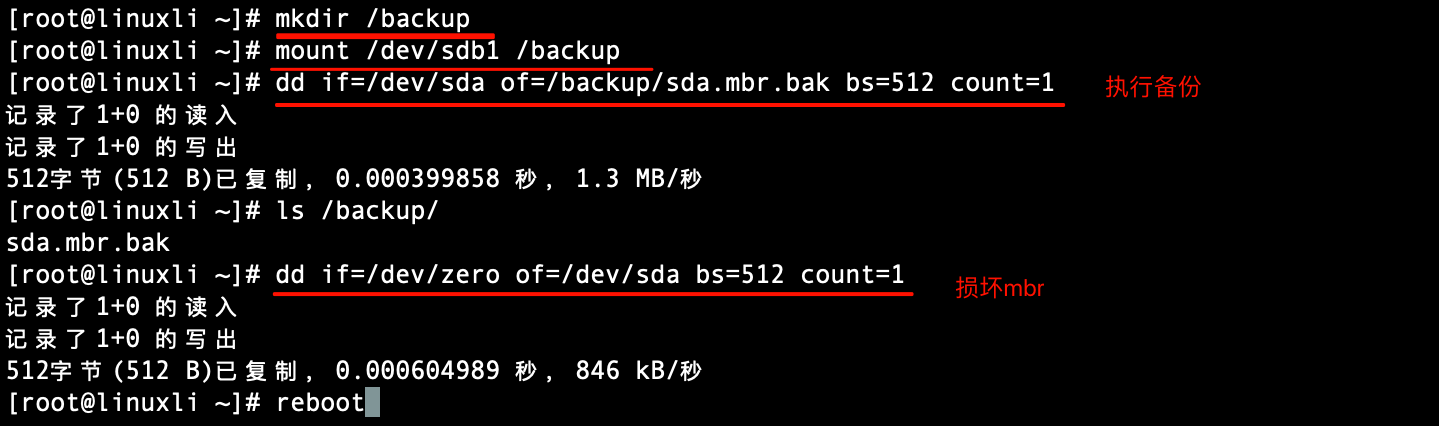 [root@linuxli ~]# mkdir /backup
[root@linuxli ~]# mount /dev/sdb1 /backup
[root@linuxli ~]# dd if=/dev/sda of=/backup/sda.mbr.bak bs=512 count=1 执行备份
记录了1+0 的读入
记录了1+0 的写出
512字节(512 B)已复制，0.000399858 秒，1.3 MB/秒
[root@linuxli ~]# ls /backup/
sda.mbr.bak
[root@linuxli ~]# dd if=/dev/zero of=/dev/sda bs=512 count=1 损坏mbr
记录了1+0 的读入
记录了1+0 的写出
512字节(512 B)已复制，0.000604989 秒，846 kB/秒
[root@linuxli ~]# reboot